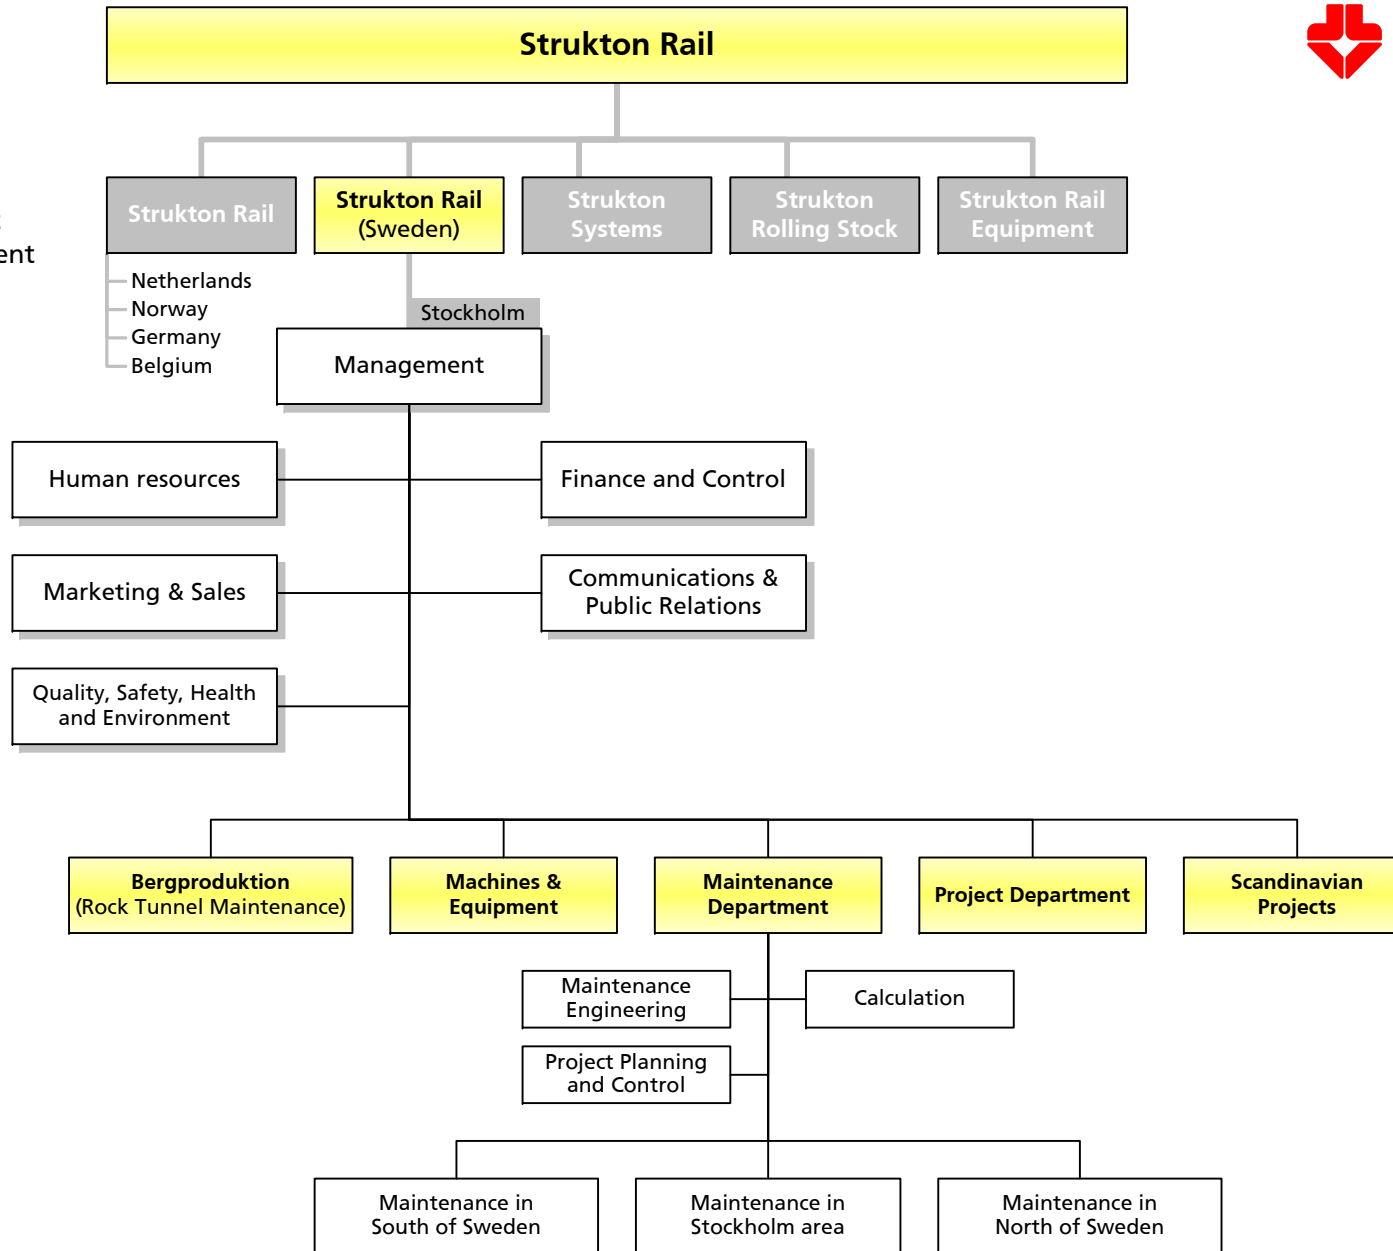 Strukton Rail
Strukton Rail
Strukton Rail
(Sweden)
Strukton
Systems
Strukton
Rolling Stock
Strukton Rail
Equipment
Netherlands
Norway
Germany
Belgium
Stockholm
Management
Human resources
Finance and Control
Marketing & Sales
Communications &
Public Relations
Quality, Safety, Health
and Environment
Bergproduktion
(Rock Tunnel Maintenance)
Machines &
Equipment
Maintenance
Department
Project Department
Scandinavian
Projects
Maintenance
Engineering
Calculation
Project Planning
and Control
Maintenance in
South of Sweden
Maintenance in
Stockholm area
Maintenance in
North of Sweden